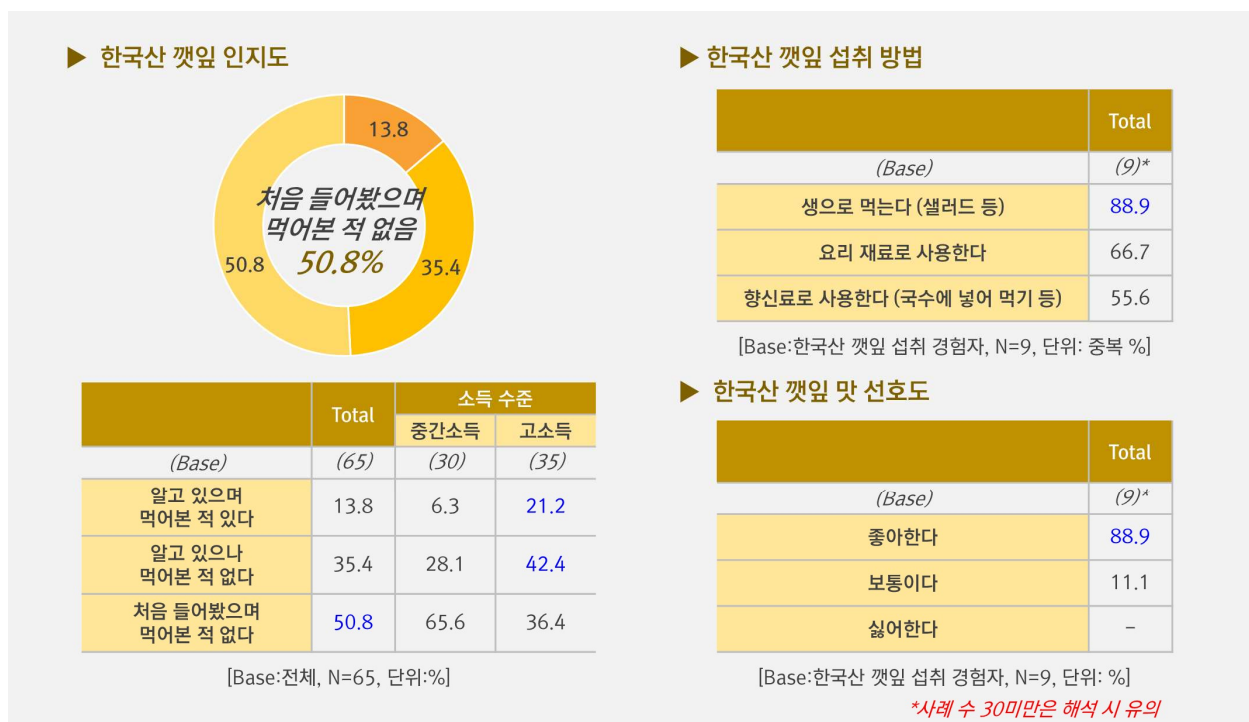 ▶ 한국산 깻잎 인지도
13.8
35.4
50.8
처음 들어봤으며
먹어본 적 없음
50.8%
Total
소득 수준
중간소득 고소득
(Base) (65) (30) (35)
알고 있으며
먹어본 적 있다
13.8 6.3 21.2
알고 있으나
먹어본 적 없다
35.4 28.1 42.4
처음 들어봤으며
먹어본 적 없다
50.8 65.6 36.4
[Base:전체, N=65, 단위:%]
▶ 한국산 깻잎 섭취 방법
Total
(Base) (9)*
생으로 먹는다 (샐러드 등) 88.9
요리 재료로 사용한다 66.7
향신료로 사용한다 (국수에 넣어 먹기 등) 55.6
[Base:한국산 깻잎 섭취 경험자, N=9, 단위: 중복 %]
▶ 한국산 깻잎 맛 선호도
Total
(Base) (9)*
좋아한다 88.9
보통이다 11.1
싫어한다 –
[Base:한국산 깻잎 섭취 경험자, N=9, 단위: %]
*사례 수 30미만은 해석 시 유의